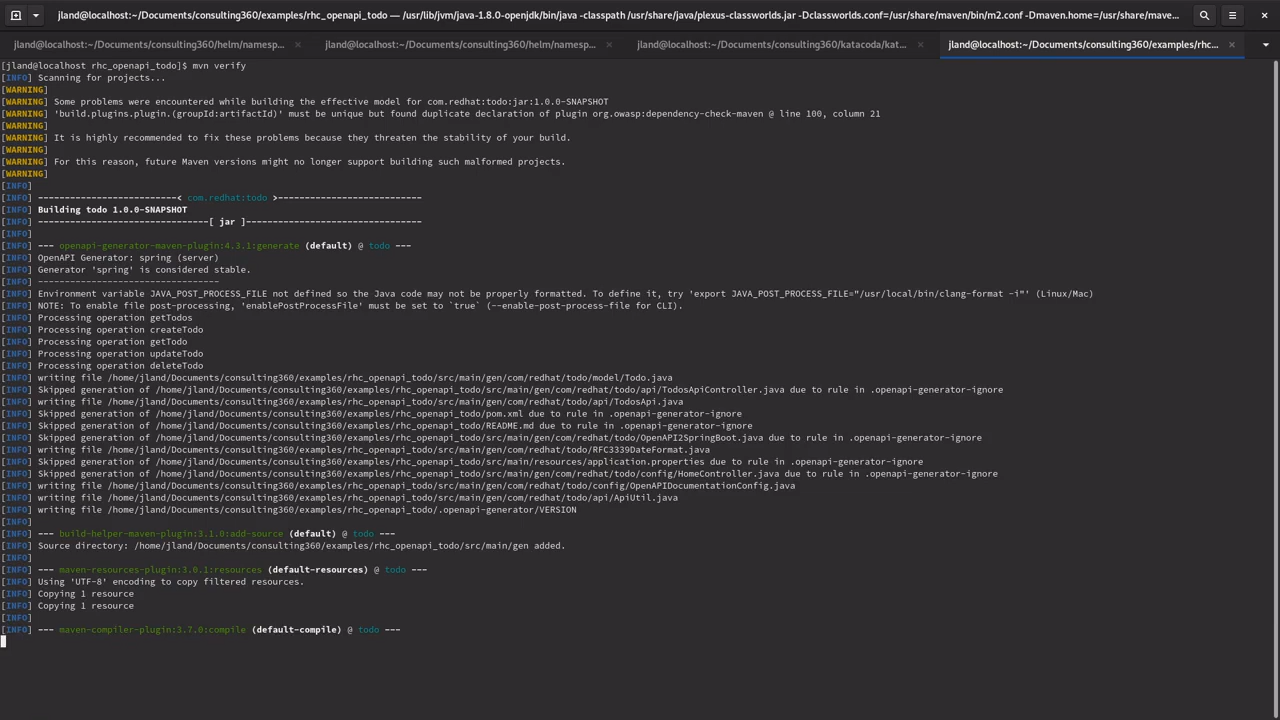 jland@localhost:~/Documents/consulting360/examples/rhc_openapi_todo — /usr/lib/jvm/java-1.8.0-openjdk/bin/java -classpath /usr/share/java/plexus-classworlds.jar -Dclassworlds.conf=/usr/share/maven/bin/m2.conf -Dmaven.home=/usr/share/mave...
jland@localhost:~/Documents/consulting360/helm/namesp... × jland@localhost:~/Documents/consulting360/helm/namesp... × jland@localhost:~/Documents/consulting360/katacoda/kat... × jland@localhost:~/Documents/consulting360/examples/rhc... ×
[jland@localhost rhc_openapi_todo]$ mvn verify
[INFO] Scanning for projects...
[WARNING]
[WARNING] Some problems were encountered while building the effective model for com.redhat:todo:jar:1.0.0-SNAPSHOT
[WARNING] 'build.plugins.plugin.(groupId:artifactId)' must be unique but found duplicate declaration of plugin org.owasp:dependency-check-maven @ line 100, column 21
[WARNING]
[WARNING] It is highly recommended to fix these problems because they threaten the stability of your build.
[WARNING]
[WARNING] For this reason, future Maven versions might no longer support building such malformed projects.
[WARNING]
[INFO]
[INFO] --------------------------< com.redhat:todo >---------------------------
[INFO] Building todo 1.0.0-SNAPSHOT
[INFO] --------------------------------[ jar ]---------------------------------
[INFO]
[INFO] --- openapi-generator-maven-plugin:4.3.1:generate (default) @ todo ---
[INFO] OpenAPI Generator: spring (server)
[INFO] Generator 'spring' is considered stable.
[INFO] ----------------------------------
[INFO] Environment variable JAVA_POST_PROCESS_FILE not defined so the Java code may not be properly formatted. To define it, try 'export JAVA_POST_PROCESS_FILE="/usr/local/bin/clang-format -i"' (Linux/Mac)
[INFO] NOTE: To enable file post-processing, 'enablePostProcessFile' must be set to `true` (--enable-post-process-file for CLI).
[INFO] Processing operation getTodos
[INFO] Processing operation createTodo
[INFO] Processing operation getTodo
[INFO] Processing operation updateTodo
[INFO] Processing operation deleteTodo
[INFO] writing file /home/jland/Documents/consulting360/examples/rhc_openapi_todo/src/main/gen/com/redhat/todo/model/Todo.java
[INFO] Skipped generation of /home/jland/Documents/consulting360/examples/rhc_openapi_todo/src/main/gen/com/redhat/todo/api/TodosApiController.java due to rule in .openapi-generator-ignore
[INFO] writing file /home/jland/Documents/consulting360/examples/rhc_openapi_todo/src/main/gen/com/redhat/todo/api/TodosApi.java
[INFO] Skipped generation of /home/jland/Documents/consulting360/examples/rhc_openapi_todo/pom.xml due to rule in .openapi-generator-ignore
[INFO] Skipped generation of /home/jland/Documents/consulting360/examples/rhc_openapi_todo/README.md due to rule in .openapi-generator-ignore
[INFO] Skipped generation of /home/jland/Documents/consulting360/examples/rhc_openapi_todo/src/main/gen/com/redhat/todo/OpenAPI2SpringBoot.java due to rule in .openapi-generator-ignore
[INFO] writing file /home/jland/Documents/consulting360/examples/rhc_openapi_todo/src/main/gen/com/redhat/todo/RFC3339DateFormat.java
[INFO] Skipped generation of /home/jland/Documents/consulting360/examples/rhc_openapi_todo/src/main/resources/application.properties due to rule in .openapi-generator-ignore
[INFO] Skipped generation of /home/jland/Documents/consulting360/examples/rhc_openapi_todo/src/main/gen/com/redhat/todo/config/HomeController.java due to rule in .openapi-generator-ignore
[INFO] writing file /home/jland/Documents/consulting360/examples/rhc_openapi_todo/src/main/gen/com/redhat/todo/config/OpenAPIDocumentationConfig.java
[INFO] writing file /home/jland/Documents/consulting360/examples/rhc_openapi_todo/src/main/gen/com/redhat/todo/api/ApiUtil.java
[INFO] writing file /home/jland/Documents/consulting360/examples/rhc_openapi_todo/.openapi-generator/VERSION
[INFO]
[INFO] --- build-helper-maven-plugin:3.1.0:add-source (default) @ todo ---
[INFO] Source directory: /home/jland/Documents/consulting360/examples/rhc_openapi_todo/src/main/gen added.
[INFO]
[INFO] --- maven-resources-plugin:3.0.1:resources (default-resources) @ todo ---
[INFO] Using 'UTF-8' encoding to copy filtered resources.
[INFO] Copying 1 resource
[INFO] Copying 1 resource
[INFO]
[INFO] --- maven-compiler-plugin:3.7.0:compile (default-compile) @ todo ---